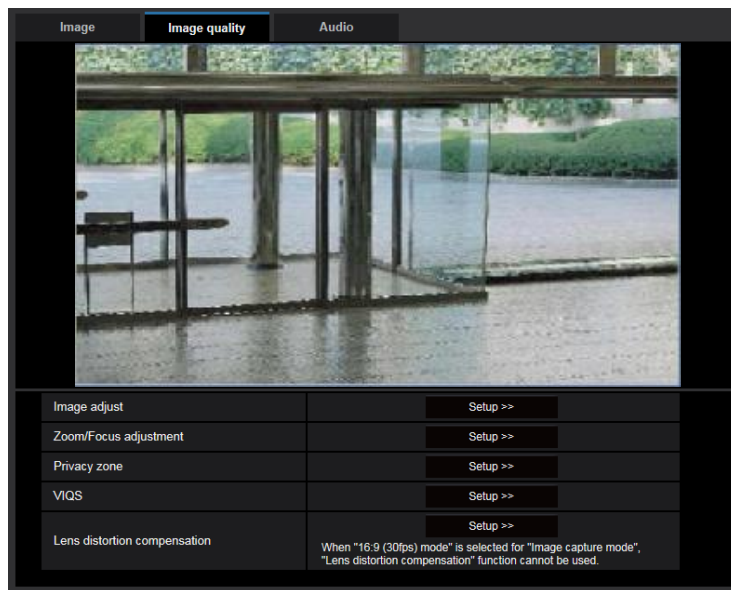 Image Image quality Audio
Image adjust Setup >>
Zoom/Focus adjustment Setup >>
Privacy zone Setup >>
VIQS Setup >>
Setup >>
Lens distortion compensation
When "16:9 (30fps) mode" is selected for "Image capture mode",
"Lens distortion compensation" function cannot be used.